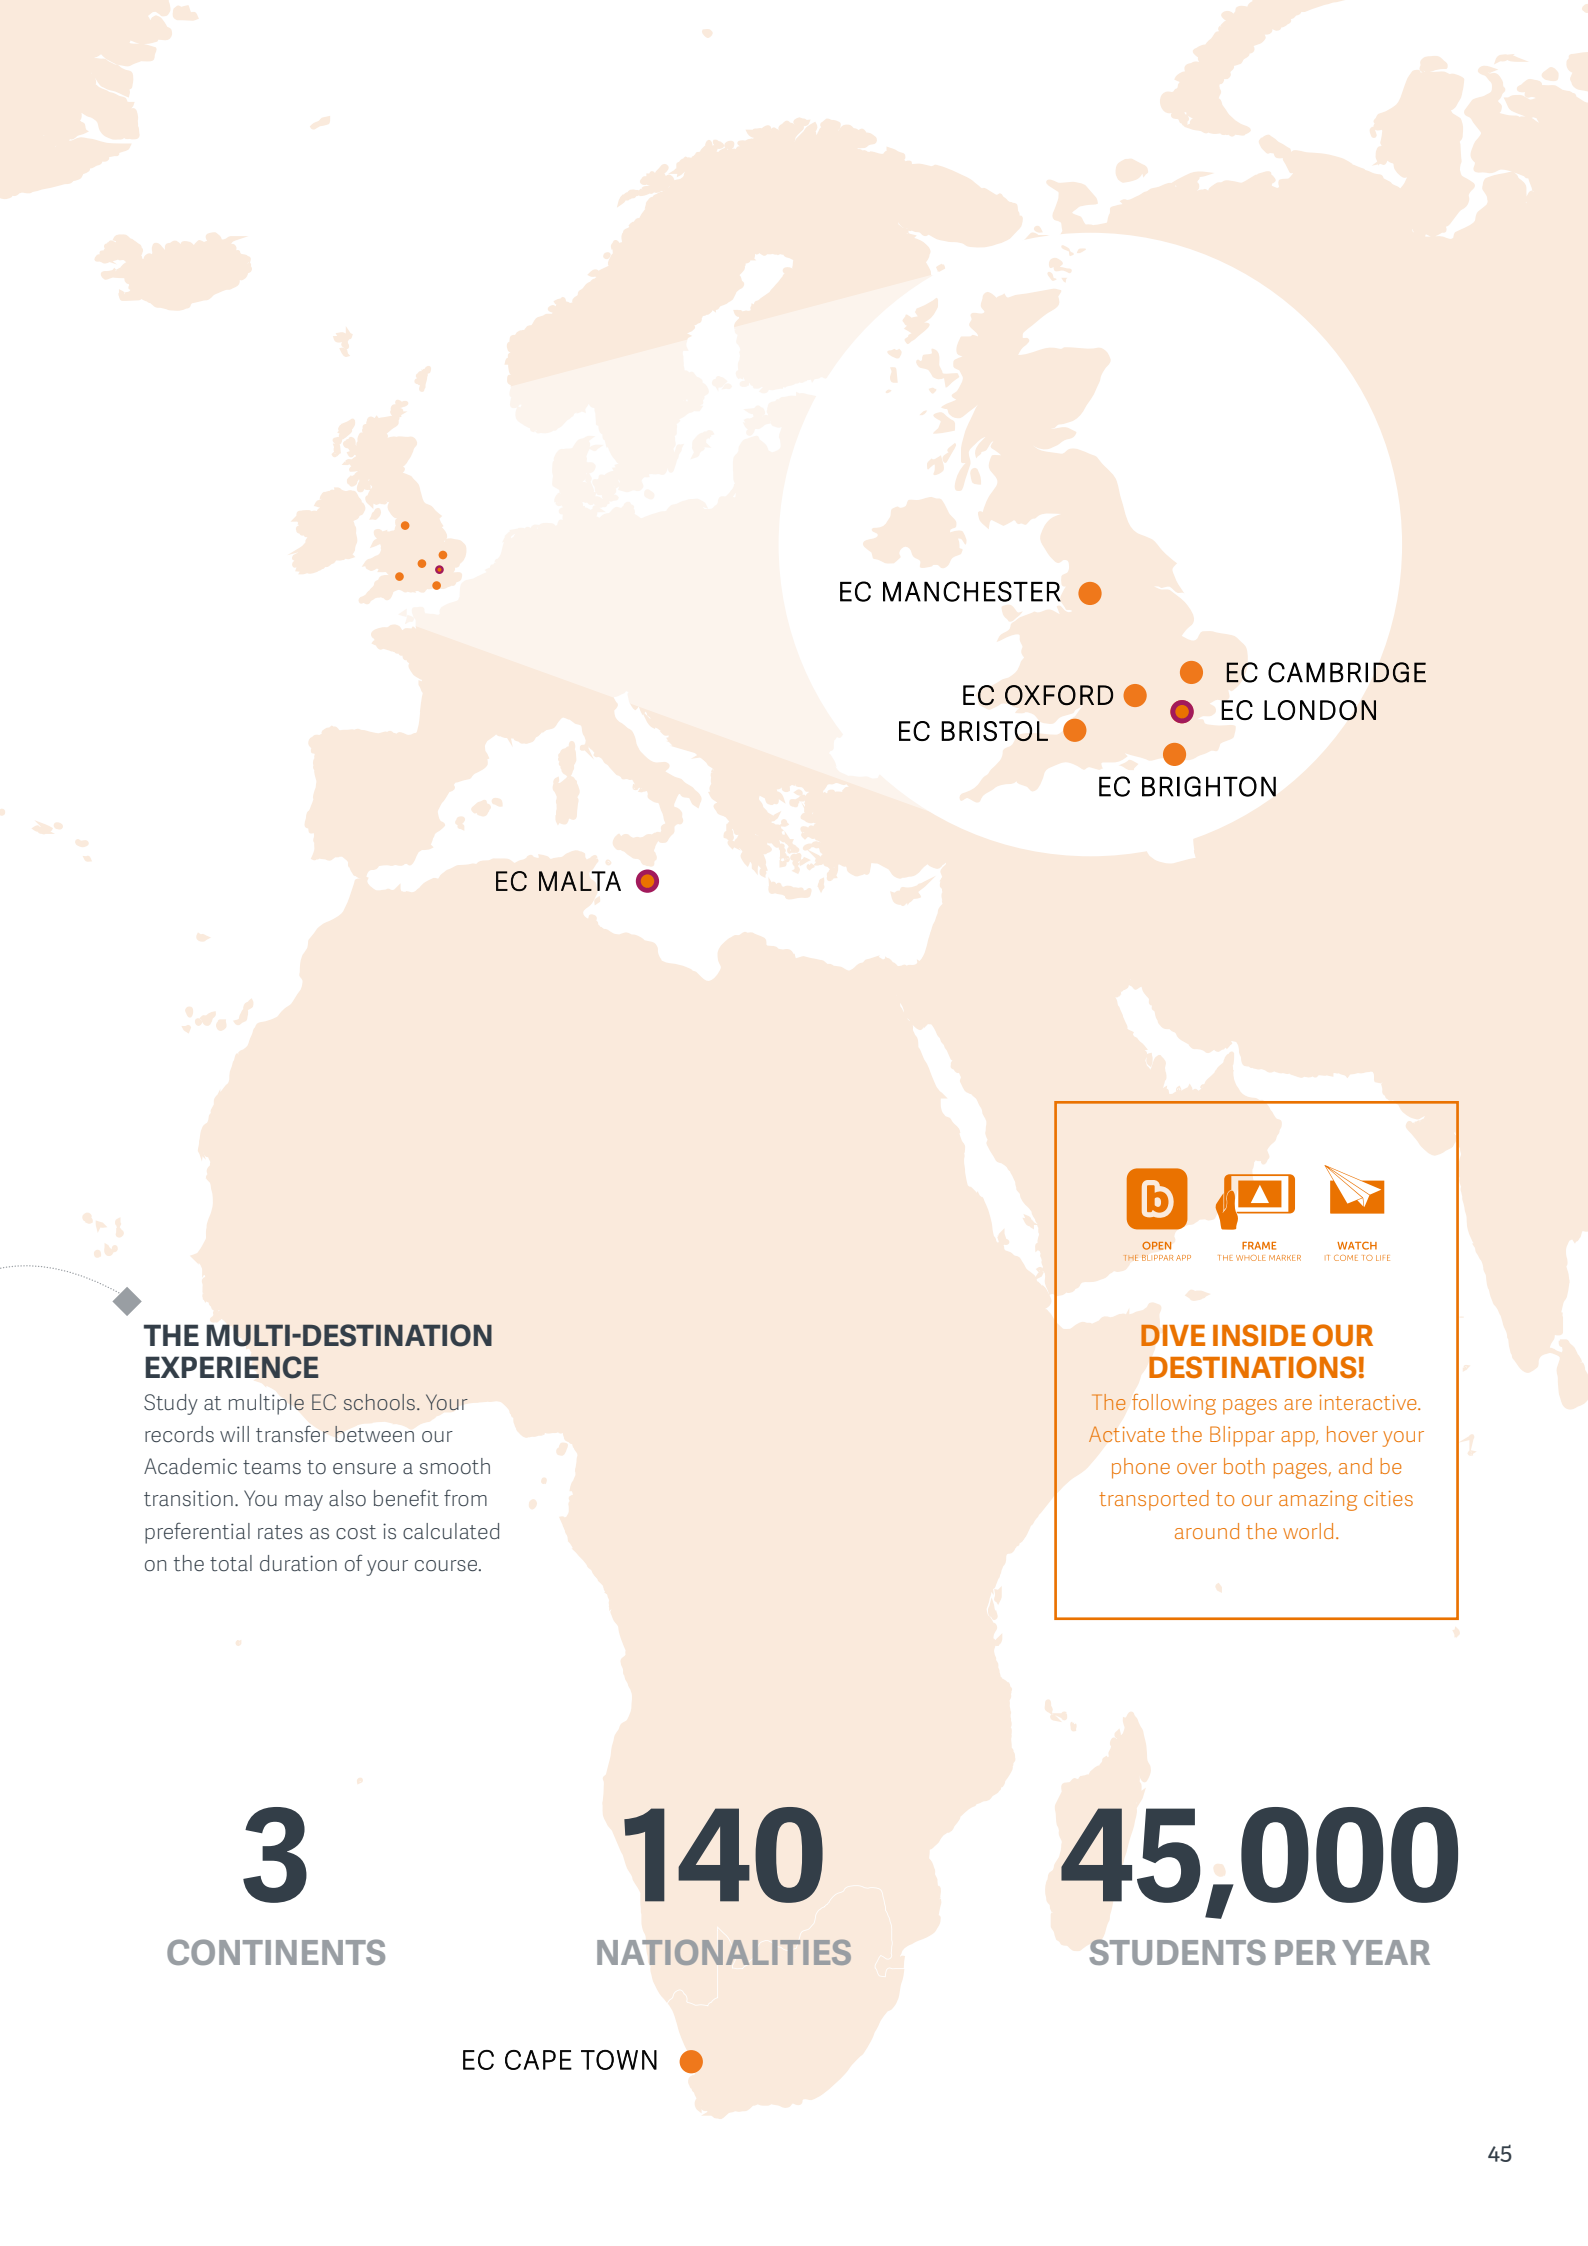 EC MANCHESTER
EC CAMBRIDGE
EC OXFORD
EC LONDON
EC BRISTOL
EC BRIGHTON
EC MALTA
b
OPEN
THE BLIPPAR APP
FRAME
THE WHOLE MARKER
WATCH
IT COME TO LIFE
THE MULTI-DESTINATION
EXPERIENCE
Study at multiple EC schools. Your
records will transfer between our
Academic teams to ensure a smooth
transition. You may also benefit from
preferential rates as cost is calculated
on the total duration of your course.
DIVE INSIDE OUR
DESTINATIONS!
The following pages are interactive.
Activate the Blippar app, hover your
phone over both pages, and be
transported to our amazing cities
around the world.
3
CONTINENTS
140
NATIONALITIES
45,000
STUDENTS PER YEAR
EC CAPE TOWN
45